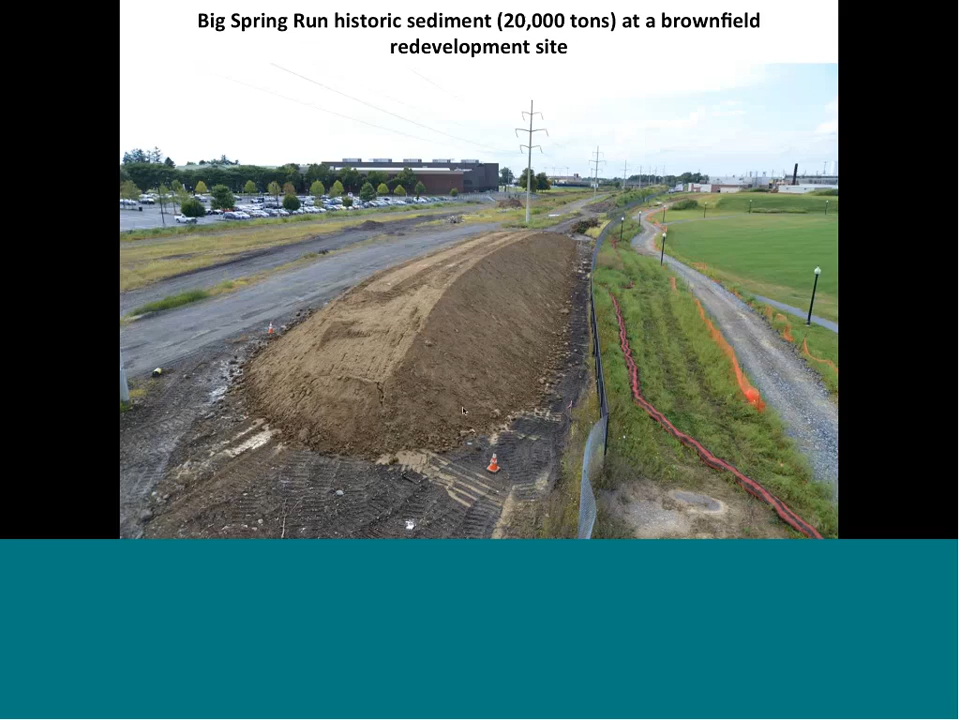 Big Spring Run historic sediment (20,000 tons) at a brownfield
redevelopment site